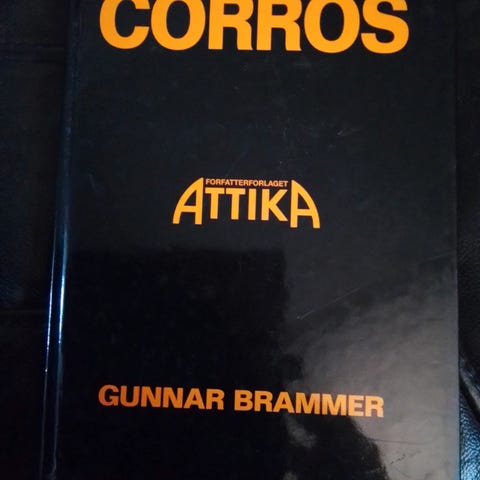 CORROS
FORFATTERFORLAGET
ATTIKA
GUNNAR BRAMMER